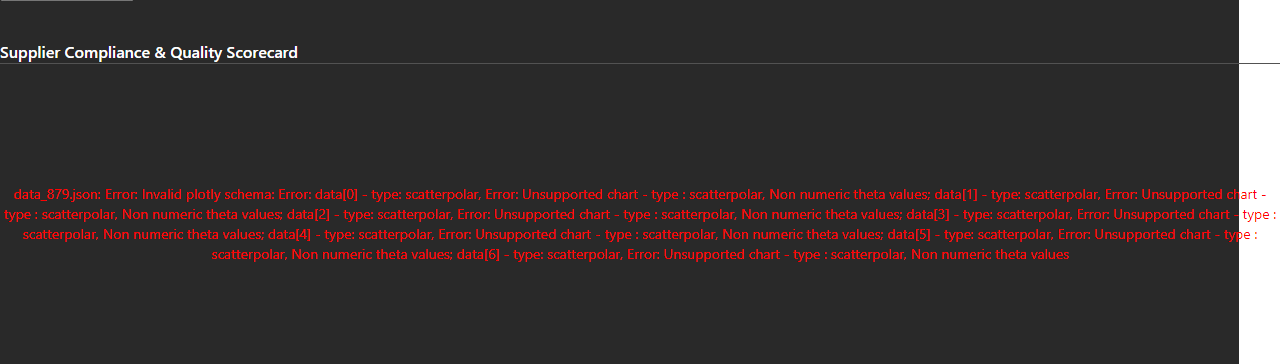 Supplier Compliance & Quality Scorecard
data_879.json: Error: Invalid plotly schema: Error: data[0] - type: scatterpolar, Error: Unsupported chart - type : scatterpolar, Non numeric theta values; data[1] - type: scatterpolar, Error: Unsupported chart -
type : scatterpolar, Non numeric theta values; data[2] - type: scatterpolar, Error: Unsupported chart - type : scatterpolar, Non numeric theta values; data[3] - type: scatterpolar, Error: Unsupported chart - type :
scatterpolar, Non numeric theta values; data[4] - type: scatterpolar, Error: Unsupported chart - type : scatterpolar, Non numeric theta values; data[5] - type: scatterpolar, Error: Unsupported chart - type :
scatterpolar, Non numeric theta values; data[6] - type: scatterpolar, Error: Unsupported chart - type : scatterpolar, Non numeric theta values